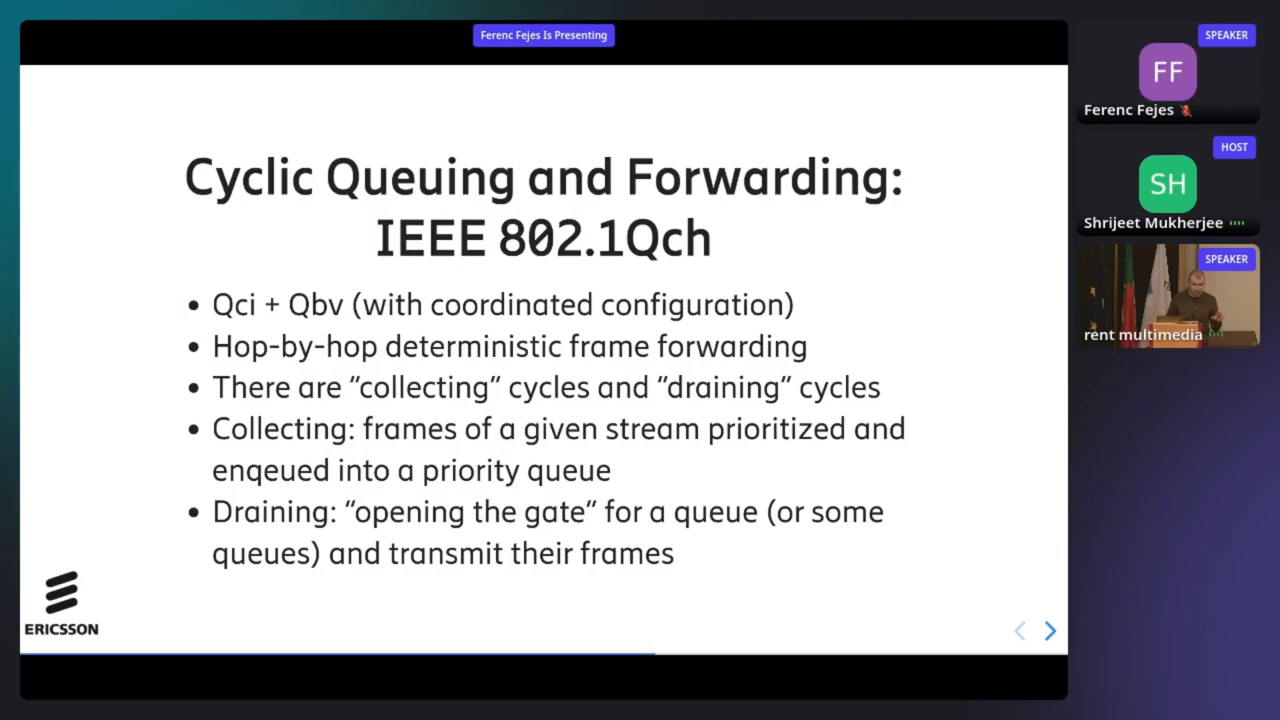 Ferenc Fejes Is Presenting
Cyclic Queuing and Forwarding:
IEEE 802.1Qch
• Qci + Qbv (with coordinated configuration)
• Hop-by-hop deterministic frame forwarding
• There are “collecting” cycles and “draining” cycles
• Collecting: frames of a given stream prioritized and
enqeued into a priority queue
• Draining: “opening the gate” for a queue (or some
queues) and transmit their frames
ERICSSON
SPEAKER
FF
Ferenc Fejes
HOST
SH
Shrijeet Mukherjee
SPEAKER
rent multimedia